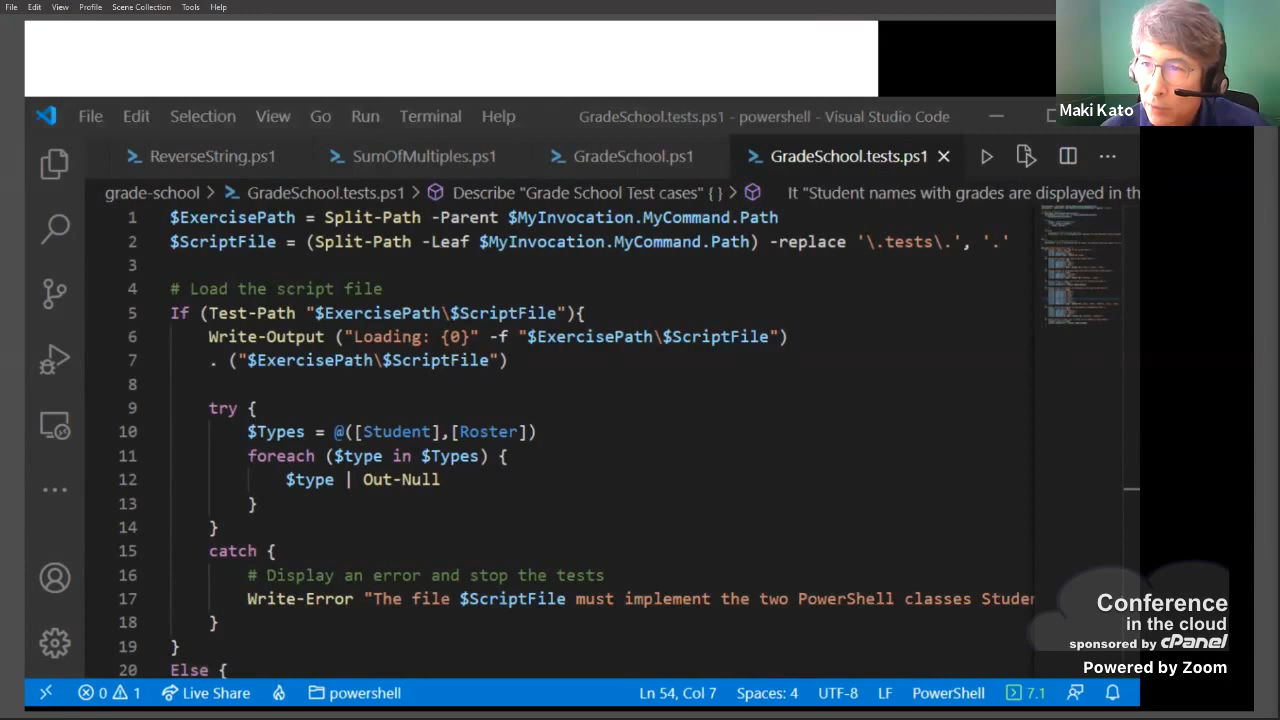 File Edit View Profile Scene Collection Tools Help
Maki Kato
File Edit Selection View Go Run Terminal Help GradeSchool.tests.ps1 - powershell - Visual Studio Code
ReverseString.ps1 SumOfMultiples.ps1 GradeSchool.ps1 GradeSchool.tests.ps1
grade-school > GradeSchool.tests.ps1 > Describe "Grade School Test cases" { } > It "Student names with grades are displayed in th
1 $ExercisePath = Split-Path -Parent $MyInvocation.MyCommand.Path
2 $ScriptFile = (Split-Path -Leaf $MyInvocation.MyCommand.Path) -replace '\.tests\.', '.'
3
4 # Load the script file
5 If (Test-Path "$ExercisePath\$ScriptFile"){
6 Write-Output ("Loading: {0}" -f "$ExercisePath\$ScriptFile")
7 . ("$ExercisePath\$ScriptFile")
8
9 try {
10 $Types = @([Student],[Roster])
11 foreach ($type in $Types) {
12 $type | Out-Null
13 }
14 }
15 catch {
16 # Display an error and stop the tests
17 Write-Error "The file $ScriptFile must implement the two PowerShell classes Studen
18 }
19 }
20 Else {
0 1 Live Share powershell Ln 54, Col 7 Spaces: 4 UTF-8 LF PowerShell 7.1
Conference
in the cloud
sponsored by cPanel
Powered by Zoom